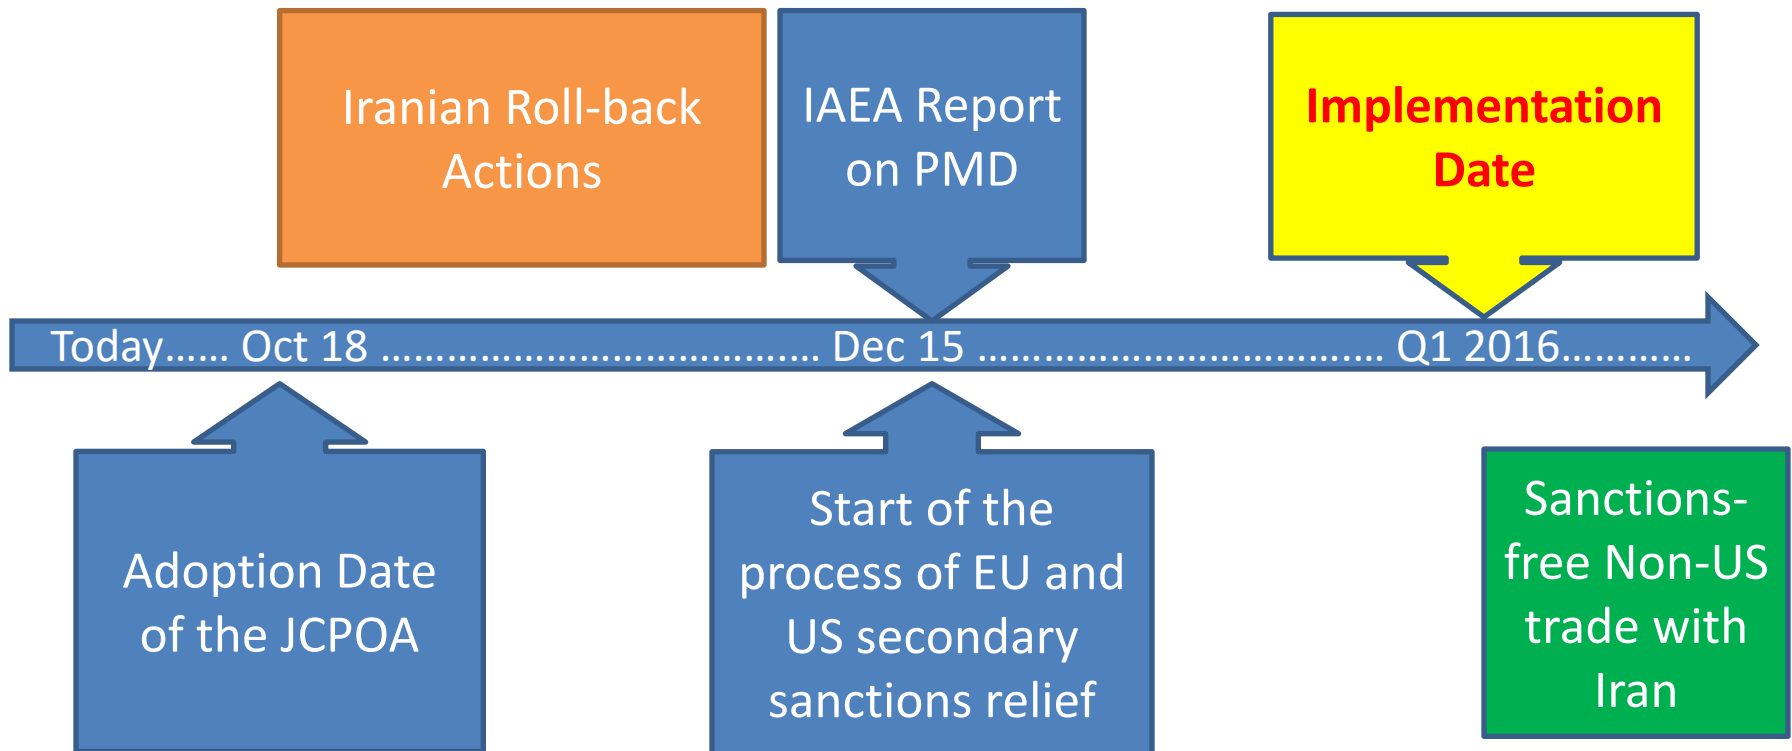 Iranian Roll-back
Actions
IAEA Report
on PMD
Implementation
Date
Today…… Oct 18 ………………………………………………… Dec 15 ………………………………………………… Q1 2016…………
Adoption Date
of the JCPOA
Start of the
process of EU and
US secondary
sanctions relief
Sanctions-
free Non-US
trade with
Iran